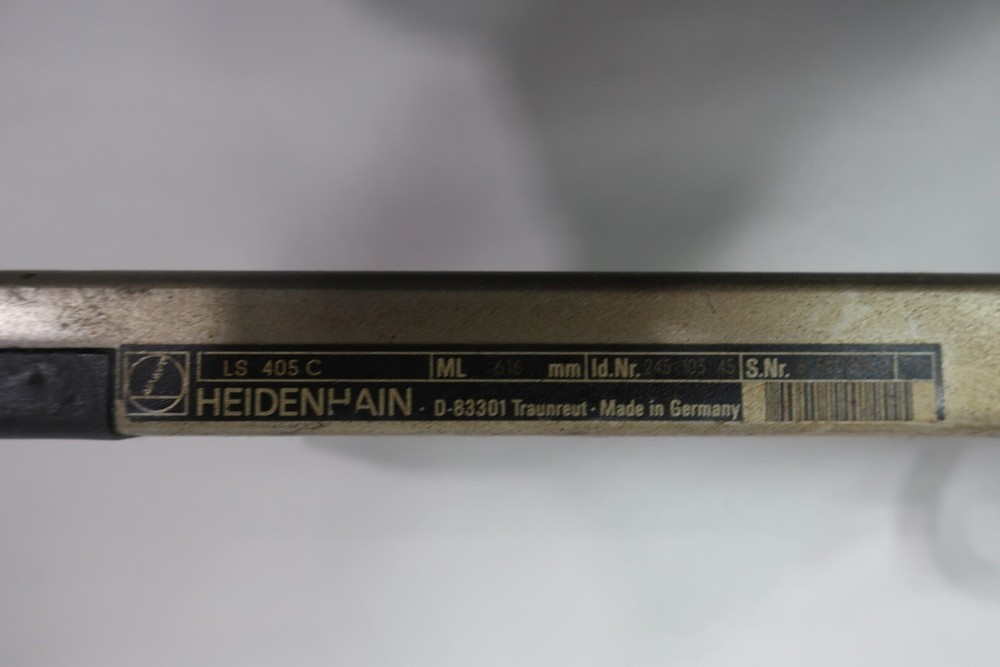 LS 405 C ML 616 mm Id.Nr. 245 103 45 S.Nr.
HEIDENHAIN · D-83301 Traunreut · Made in Germany